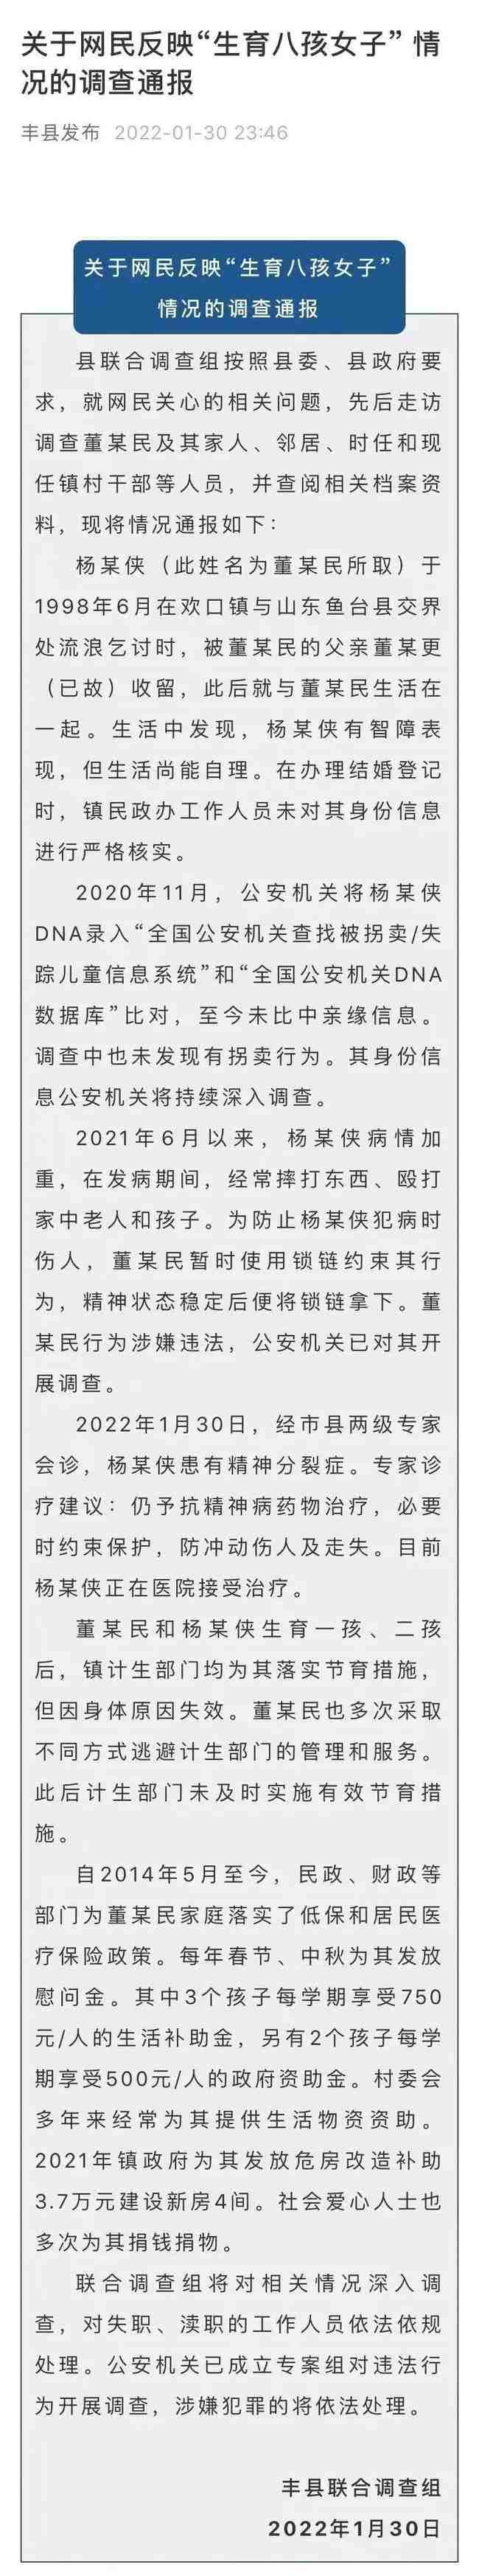 关于网民反映“生育八孩女子” 情
况的调查通报
丰县发布 2022-01-30 23:46
关于网民反映“生育八孩女子”
情况的调查通报
县联合调查组按照县委、县政府要
求，就网民关心的相关问题，先后走访
调查董某民及其家人、邻居、时任和现
任镇村干部等人员，并查阅相关档案资
料，现将情况通报如下：
杨某侠（此姓名为董某民所取）于
1998年6月在欢口镇与山东鱼台县交界
处流浪乞讨时，被董某民的父亲董某更
（已故）收留，此后就与董某民生活在
一起。生活中发现，杨某侠有智障表
现，但生活尚能自理。在办理结婚登记
时，镇民政办工作人员未对其身份信息
进行严格核实。
2020年11月，公安机关将杨某侠
DNA录入“全国公安机关查找被拐卖/失
踪儿童信息系统”和“全国公安机关DNA
数据库”比对，至今未比中亲缘信息。
调查中也未发现有拐卖行为。其身份信
息公安机关将持续深入调查。
2021年6月以来，杨某侠病情加
重，在发病期间，经常摔打东西、殴打
家中老人和孩子。为防止杨某侠犯病时
伤人，董某民暂时使用锁链约束其行
为，精神状态稳定后便将锁链拿下。董
某民行为涉嫌违法，公安机关已对其开
展调查。
2022年1月30日，经市县两级专家
会诊，杨某侠患有精神分裂症。专家诊
疗建议：仍予抗精神病药物治疗，必要
时约束保护，防冲动伤人及走失。目前
杨某侠正在医院接受治疗。
董某民和杨某侠生育一孩、二孩
后，镇计生部门均为其落实节育措施，
但因身体原因失效。董某民也多次采取
不同方式逃避计生部门的管理和服务。
此后计生部门未及时实施有效节育措
施。
自2014年5月至今，民政、财政等
部门为董某民家庭落实了低保和居民医
疗保险政策。每年春节、中秋为其发放
慰问金。其中3个孩子每学期享受750
元/人的生活补助金，另有2个孩子每学
期享受500元/人的政府资助金。村委会
多年来经常为其提供生活物资资助。
2021年镇政府为其发放危房改造补助
3.7万元建设新房4间。社会爱心人士也
多次为其捐钱捐物。
联合调查组将对相关情况深入调
查，对失职、渎职的工作人员依法依规
处理。公安机关已成立专案组对违法行
为开展调查，涉嫌犯罪的将依法处理。
丰县联合调查组
2022年1月30日